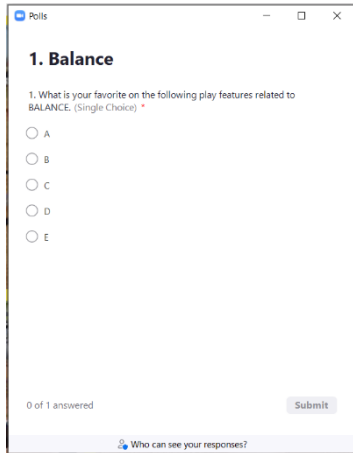 Polls
1. Balance
1. What is your favorite on the following play features related to
BALANCE. (Single Choice) *
A
B
C
D
E
0 of 1 answered
Submit
Who can see your responses?